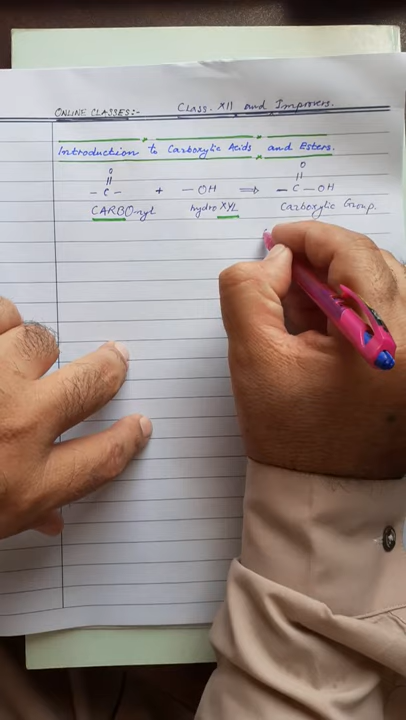 ONLINE CLASSES:- Class. XII and Improvers.
Introduction to Carboxylic Acids and Esters.
O O
|| ||
— C — + — OH ⟹ — C — OH
CARBOnyl hydroXYL Carboxylic Group.